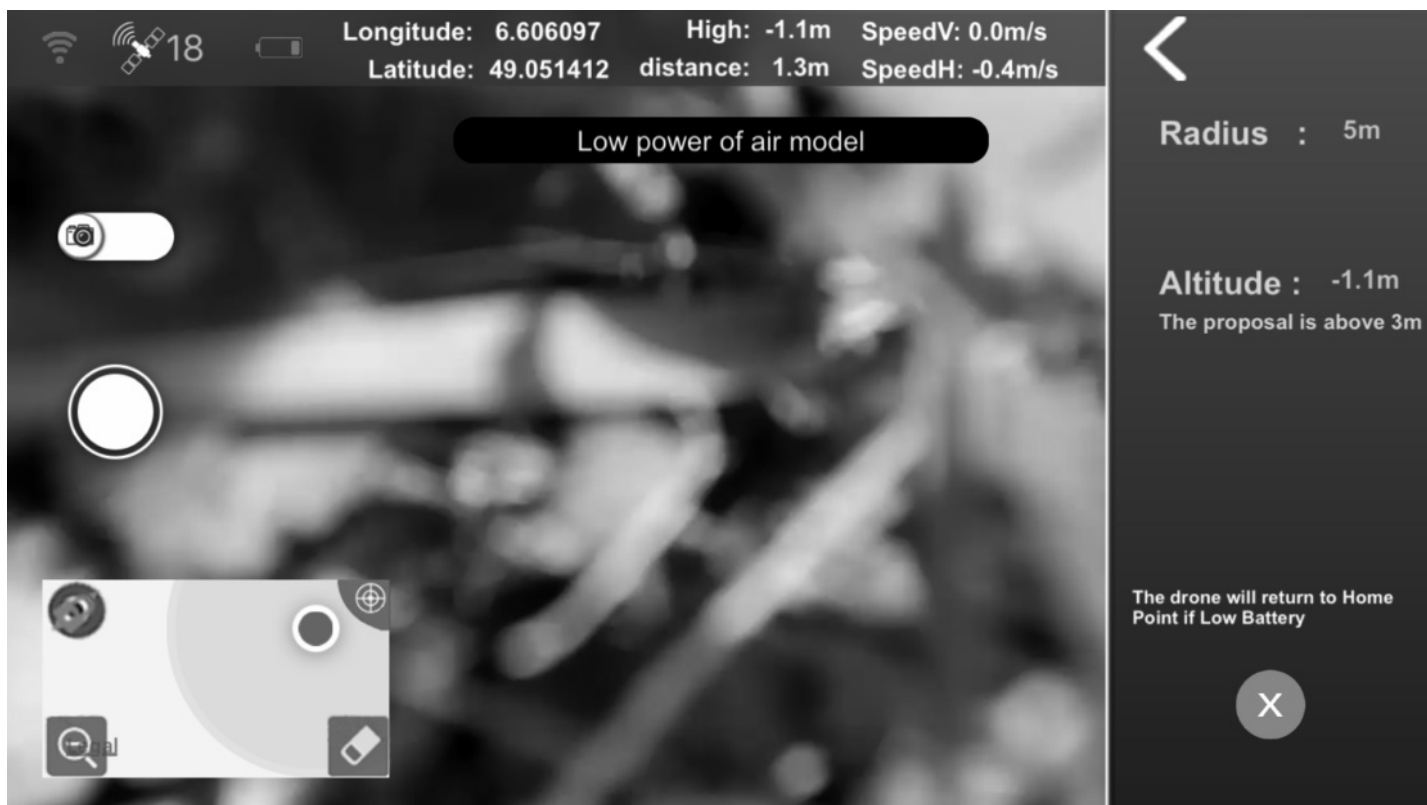 18
Longitude: 6.606097 High: -1.1m SpeedV: 0.0m/s
Latitude: 49.051412 distance: 1.3m SpeedH: -0.4m/s
Low power of air model
Radius : 5m
Altitude : -1.1m
The proposal is above 3m
The drone will return to Home
Point if Low Battery
X
Legal